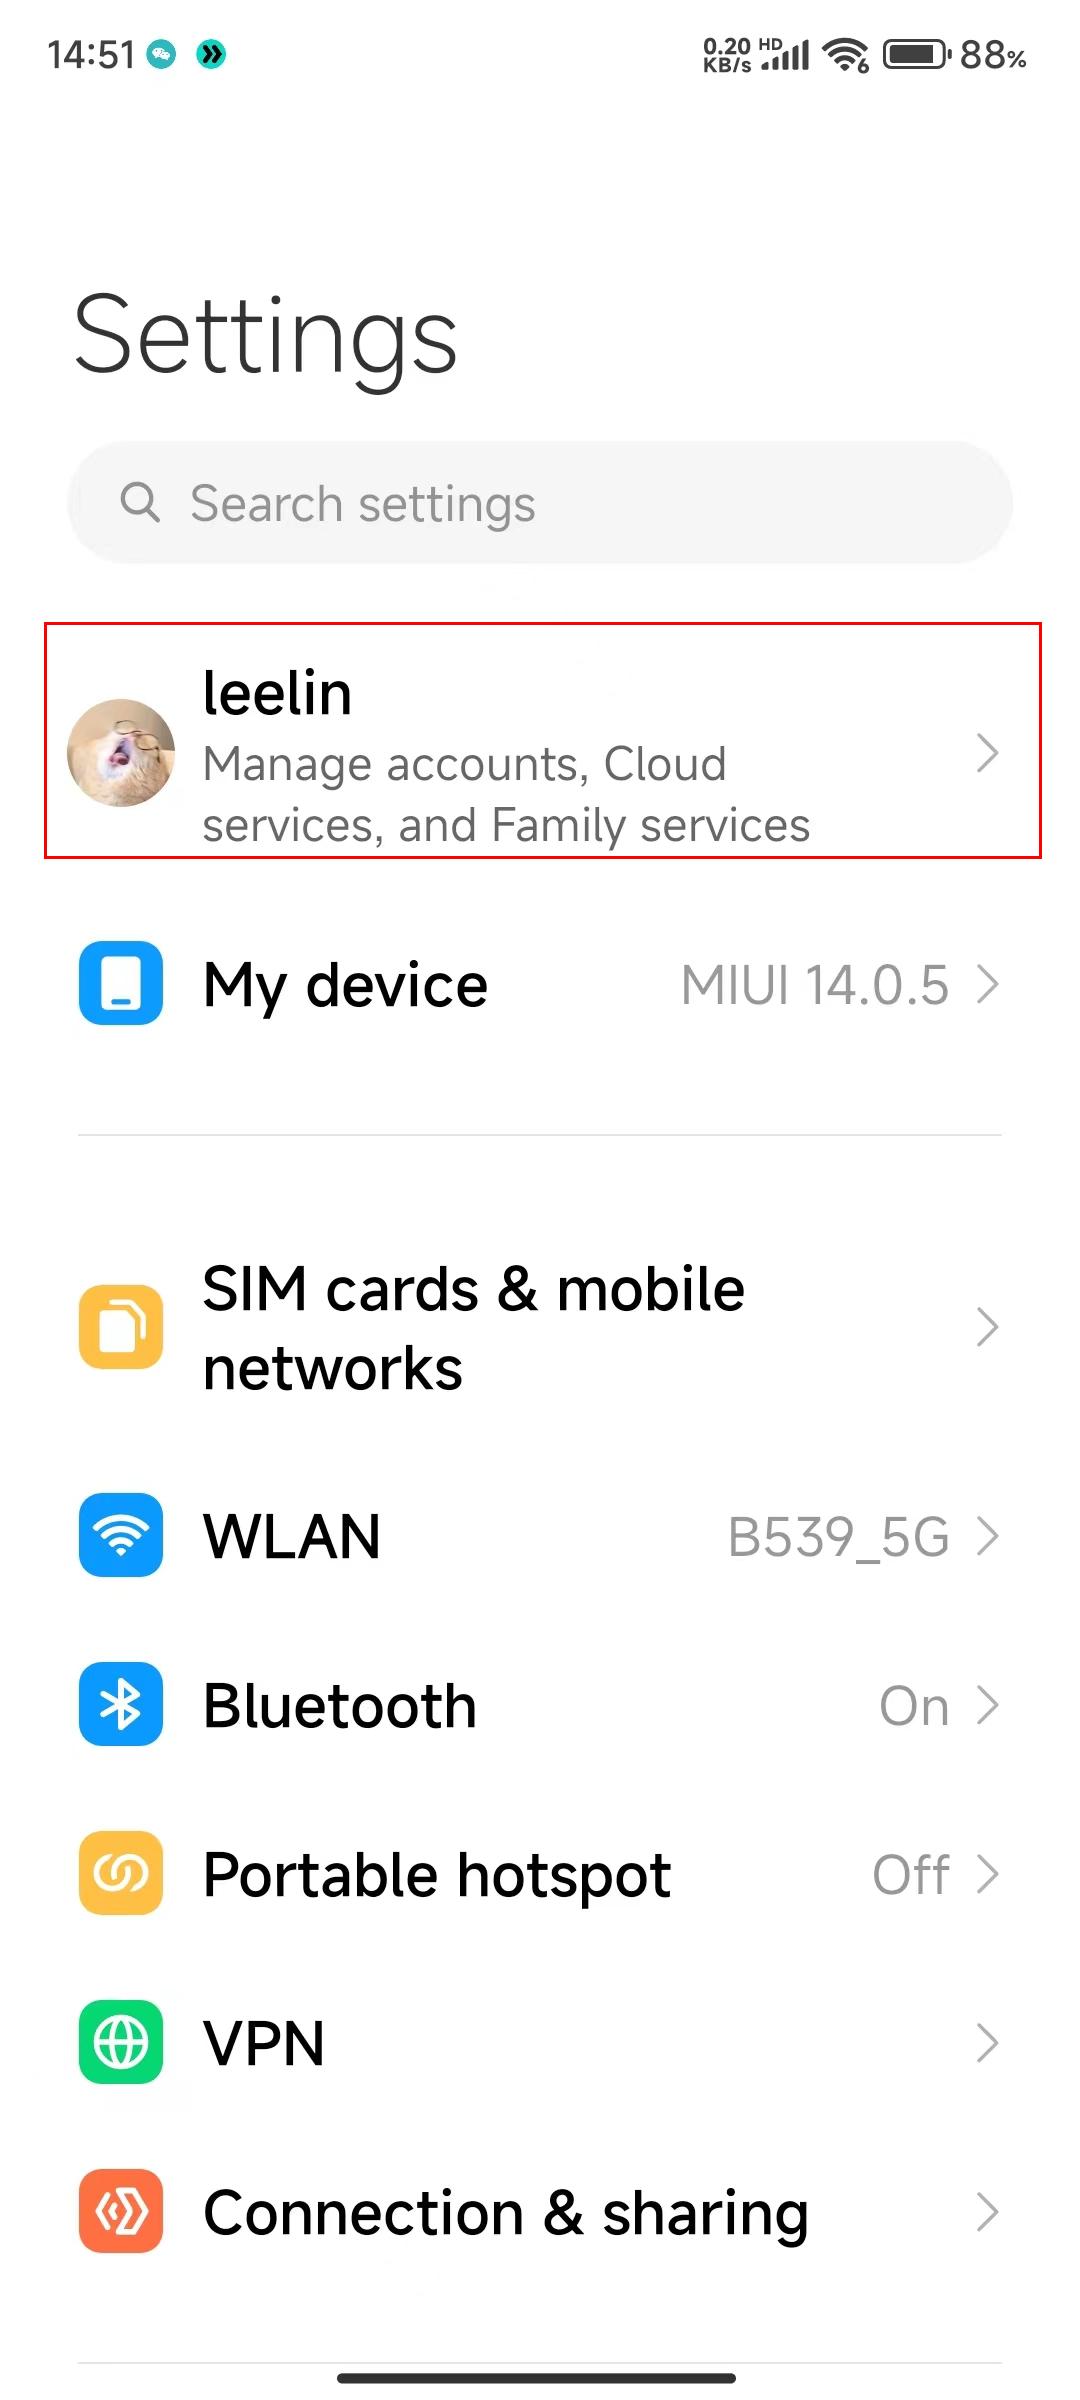 14:51
0.20 KB/s HD 6 88%
Settings
Search settings
leelin
Manage accounts, Cloud
services, and Family services
My device MIUI 14.0.5
SIM cards & mobile
networks
WLAN B539_5G
Bluetooth On
Portable hotspot Off
VPN
Connection & sharing